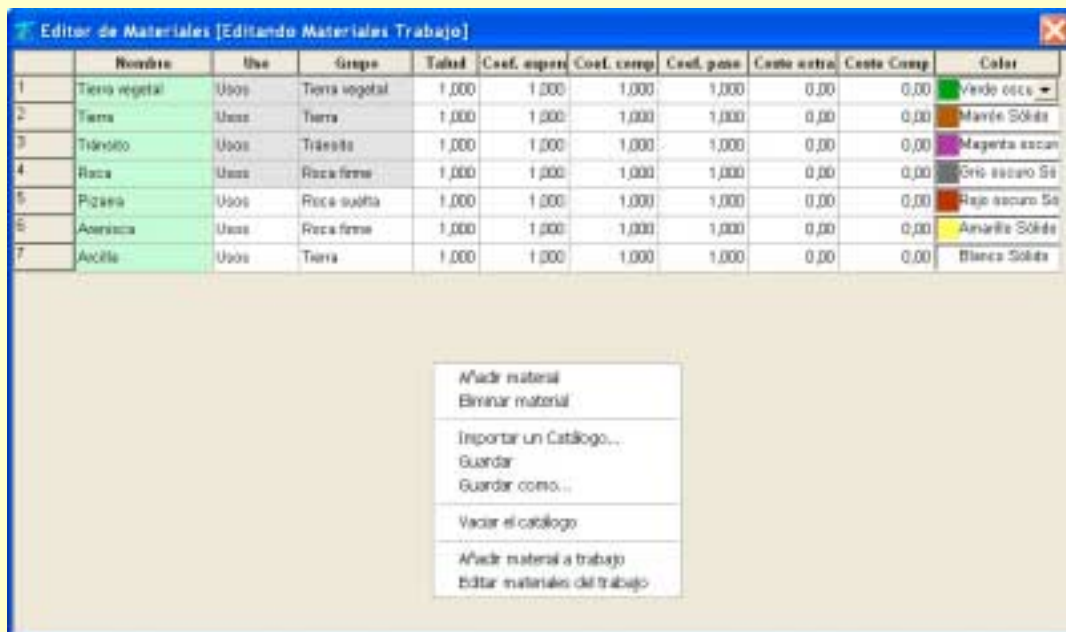 Editor de Materiales [Editando Materiales Trabajo]
Nombre Uso Grupo Talud Coef. espon Coef. comp Coef. paso Coste extra Coste Comp Color
1 Tierra vegetal Usos Tierra vegetal 1,000 1,000 1,000 1,000 0,00 0,00 Verde oscu
2 Tierra Usos Tierra 1,000 1,000 1,000 1,000 0,00 0,00 Marrón Sólido
3 Tránsito Usos Tránsito 1,000 1,000 1,000 1,000 0,00 0,00 Magenta oscuro
4 Roca Usos Roca firme 1,000 1,000 1,000 1,000 0,00 0,00 Gris oscuro Só
5 Pizarra Usos Roca suelta 1,000 1,000 1,000 1,000 0,00 0,00 Rojo oscuro Só
6 Arenisca Usos Roca firme 1,000 1,000 1,000 1,000 0,00 0,00 Amarillo Sólido
7 Arcilla Usos Tierra 1,000 1,000 1,000 1,000 0,00 0,00 Blanco Sólido
Añadir material
Eliminar material
Importar un Catálogo...
Guardar
Guardar como...
Vaciar el catálogo
Añadir material a trabajo
Editar materiales del trabajo